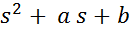 s² + a s + b